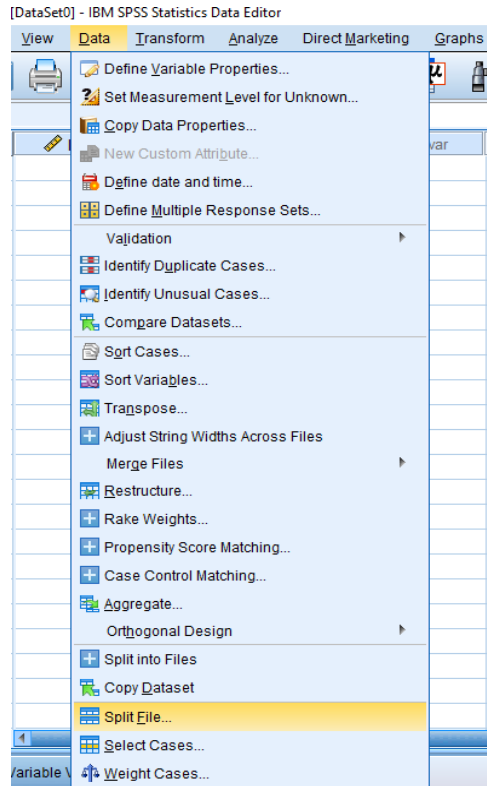 [DataSet0] - IBM SPSS Statistics Data Editor
View Data Transform Analyze Direct Marketing Graphs
Define Variable Properties...
Set Measurement Level for Unknown...
Copy Data Properties...
var
New Custom Attribute...
Define date and time...
Define Multiple Response Sets...
Validation
Identify Duplicate Cases...
Identify Unusual Cases...
Compare Datasets...
Sort Cases...
Sort Variables...
Transpose...
Adjust String Widths Across Files
Merge Files
Restructure...
Rake Weights...
Propensity Score Matching...
Case Control Matching...
Aggregate...
Orthogonal Design
Split into Files
Copy Dataset
Split File...
Select Cases...
Variable
Weight Cases...